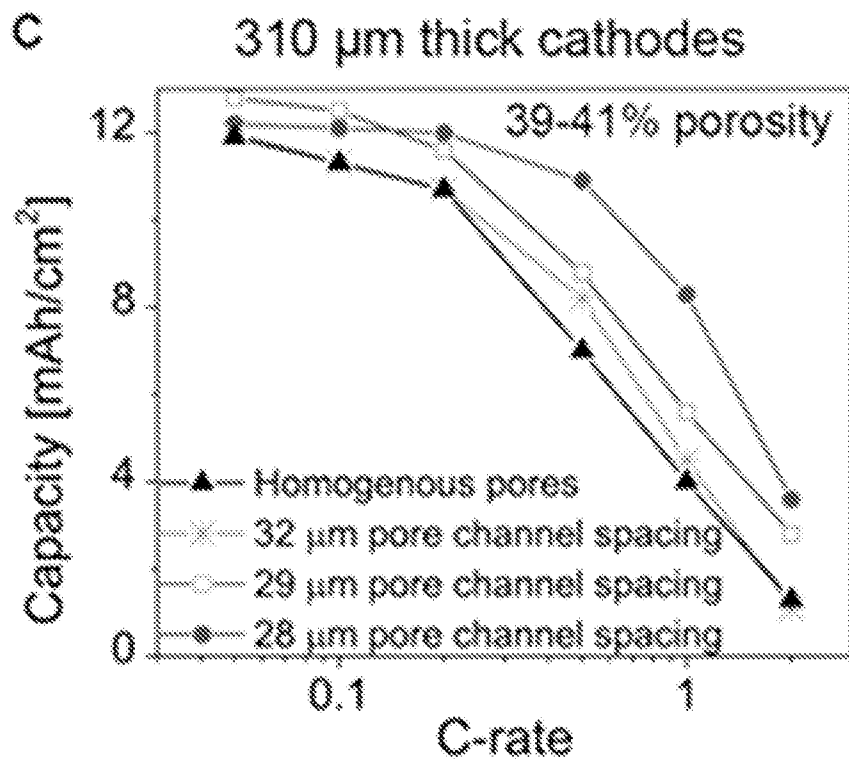 C
310 µm thick cathodes
39-41% porosity
Capacity [mAh/cm²]
12
8
4
0
Homogenous pores
32 µm pore channel spacing
29 µm pore channel spacing
28 µm pore channel spacing
0.1
1
C-rate